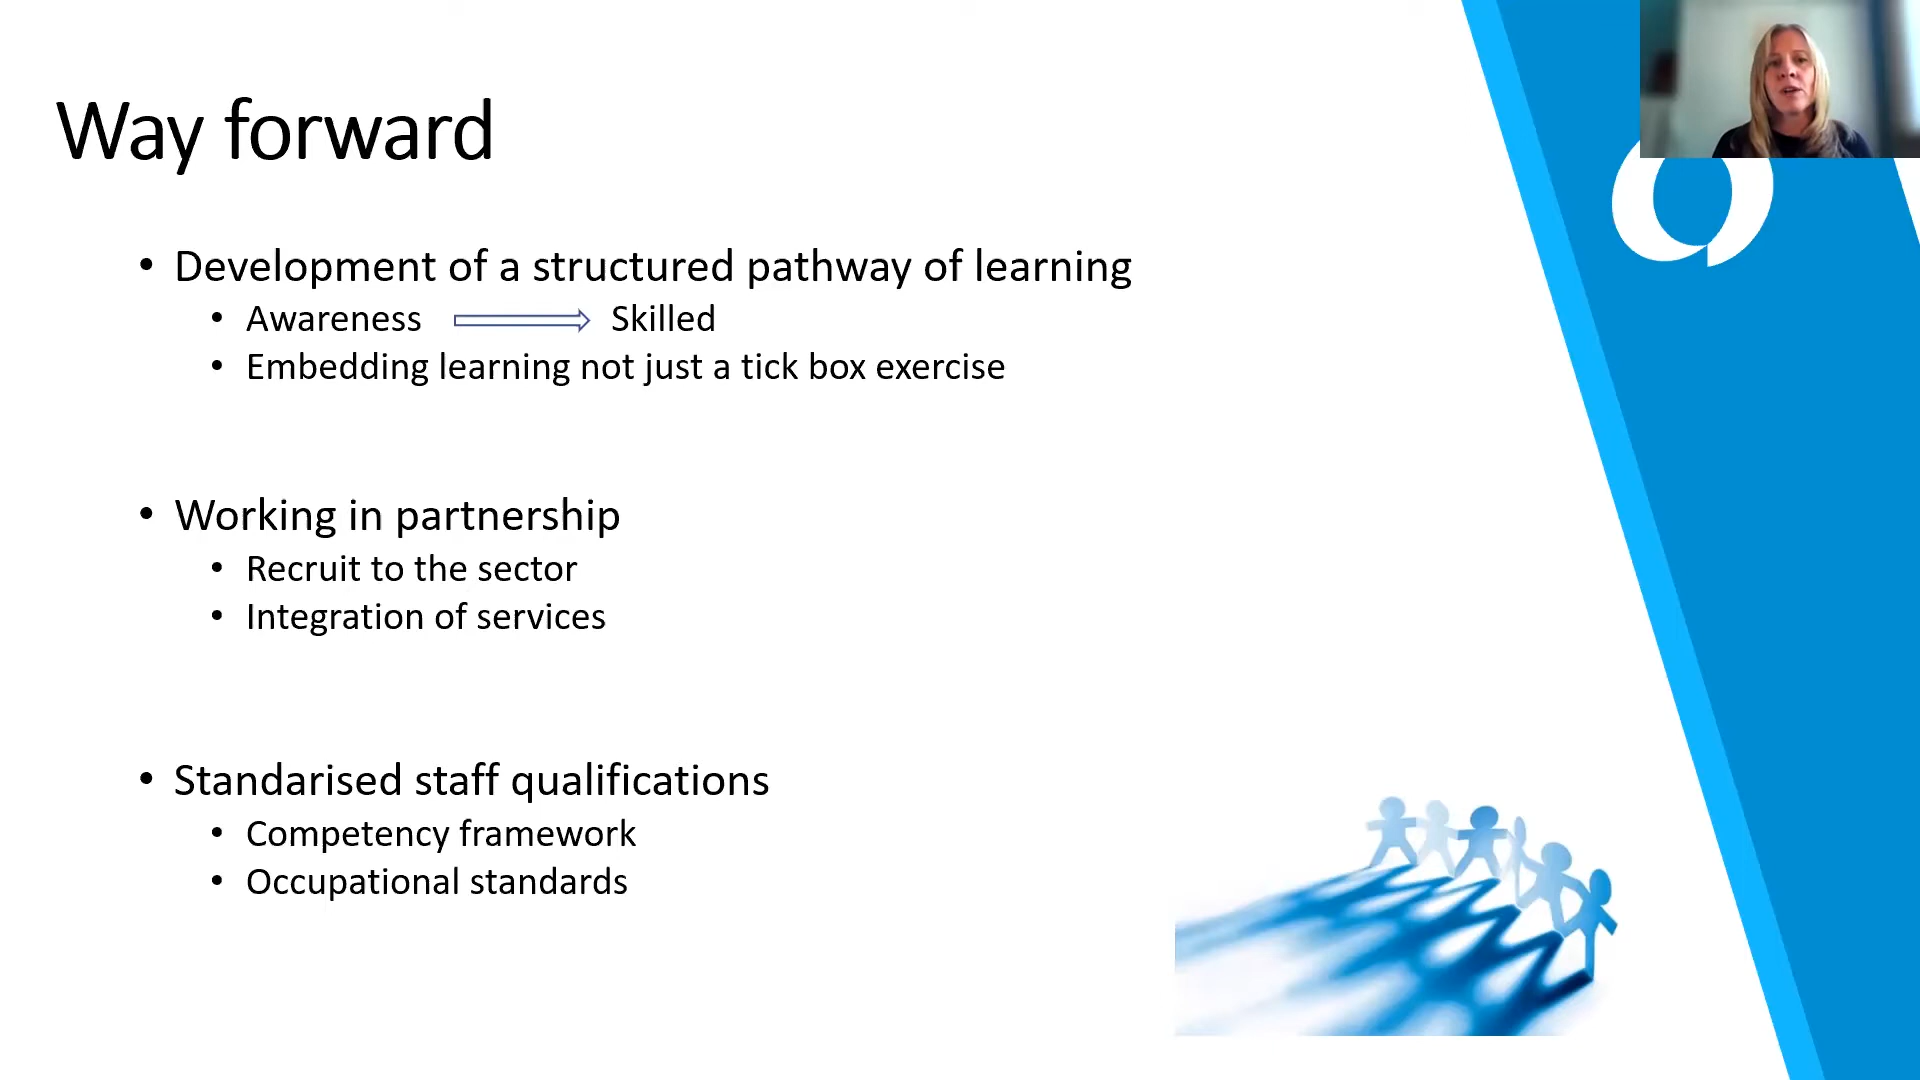 Way forward
• Development of a structured pathway of learning
• Awareness Skilled
• Embedding learning not just a tick box exercise
• Working in partnership
• Recruit to the sector
• Integration of services
• Standarised staff qualifications
• Competency framework
• Occupational standards